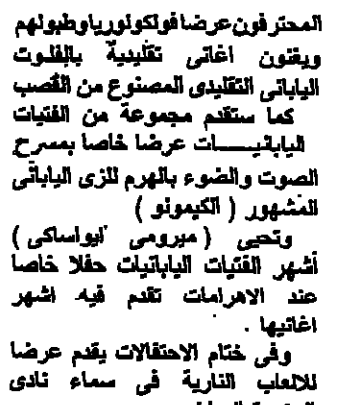 المحترفون عرضا فولكولوريا وطبولهم
ويغنون اغانى تقليدية بالفلوت
اليابانى التقليدى المصنوع من القصب
كما ستقدم مجموعة من الفتيات
اليابانيـــات عرضا خاصا بمسرح
الصوت والضوء بالهرم للزى اليابانى
المشهور ( الكيمونو )
وتحيى ( ميرومى ايواساكى )
أشهر الفتيات اليابانيات حفلا خاصا
عند الاهرامات تقدم فيه اشهر
اغانيها .
وفى ختام الاحتفالات يقدم عرضا
للالعاب النارية فى سماء نادى